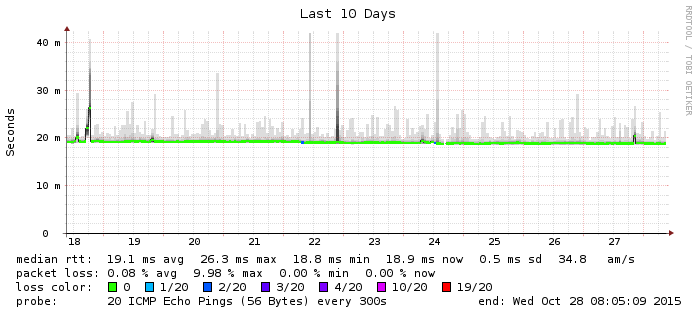 Last 10 Days
RRDTOOL / TOBI OETIKER
Seconds
40 m
30 m
20 m
10 m
0
18 19 20 21 22 23 24 25 26 27
median rtt: 19.1 ms avg 26.3 ms max 18.8 ms min 18.9 ms now 0.5 ms sd 34.8 am/s
packet loss: 0.08 % avg 9.98 % max 0.00 % min 0.00 % now
loss color: 0 1/20 2/20 3/20 4/20 10/20 19/20
probe: 20 ICMP Echo Pings (56 Bytes) every 300s end: Wed Oct 28 08:05:09 2015